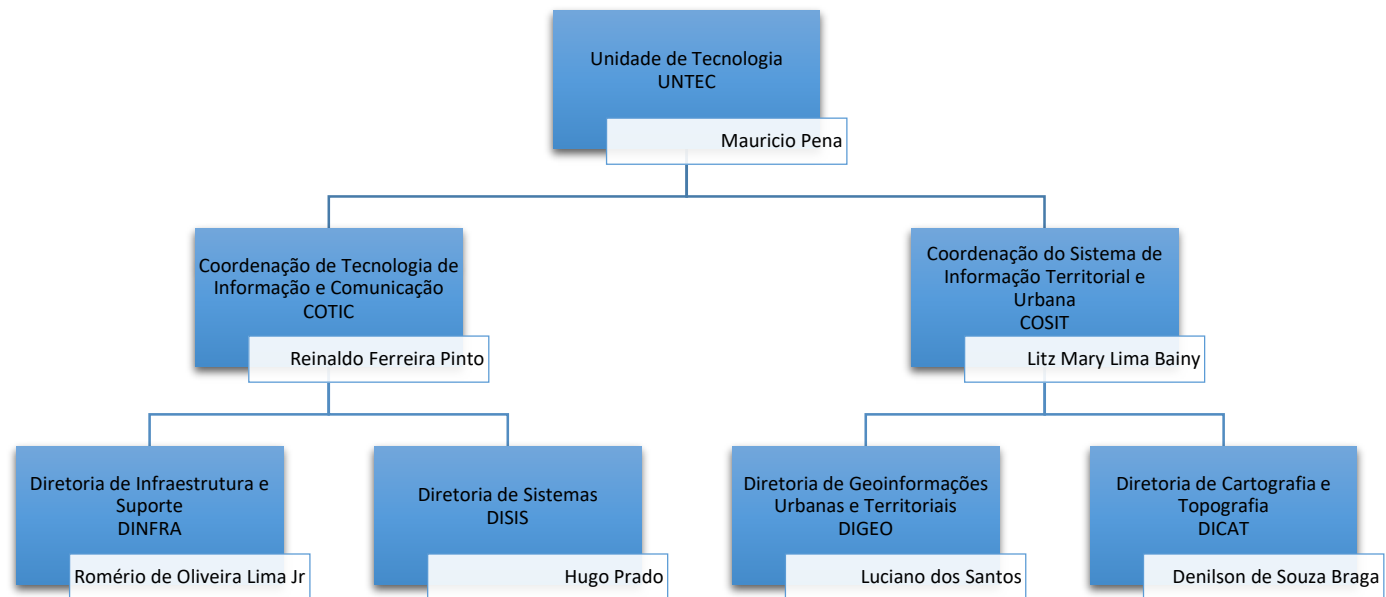 Unidade de Tecnologia
UNTEC
Mauricio Pena
Coordenação de Tecnologia de
Informação e Comunicação
COTIC
Reinaldo Ferreira Pinto
Coordenação do Sistema de
Informação Territorial e
Urbana
COSIT
Litz Mary Lima Bainy
Diretoria de Infraestrutura e
Suporte
DINFRA
Romério de Oliveira Lima Jr
Diretoria de Sistemas
DISIS
Hugo Prado
Diretoria de Geoinformações
Urbanas e Territoriais
DIGEO
Luciano dos Santos
Diretoria de Cartografia e
Topografia
DICAT
Denilson de Souza Braga